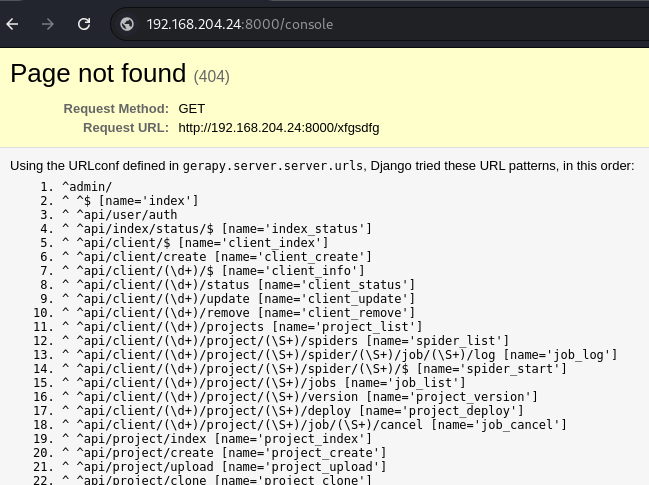 192.168.204.24:8000/console
Page not found (404)
Request Method: GET
Request URL: http://192.168.204.24:8000/xfgsdfg
Using the URLconf defined in gerapy.server.server.urls, Django tried these URL patterns, in this order:
1. ^admin/
2. ^ ^$ [name='index']
3. ^ ^api/user/auth
4. ^ ^api/index/status/$ [name='index_status']
5. ^ ^api/client/$ [name='client_index']
6. ^ ^api/client/create [name='client_create']
7. ^ ^api/client/(\d+)/$ [name='client_info']
8. ^ ^api/client/(\d+)/status [name='client_status']
9. ^ ^api/client/(\d+)/update [name='client_update']
10. ^ ^api/client/(\d+)/remove [name='client_remove']
11. ^ ^api/client/(\d+)/projects [name='project_list']
12. ^ ^api/client/(\d+)/project/(\S+)/spiders [name='spider_list']
13. ^ ^api/client/(\d+)/project/(\S+)/spider/(\S+)/job/(\S+)/log [name='job_log']
14. ^ ^api/client/(\d+)/project/(\S+)/spider/(\S+)/$ [name='spider_start']
15. ^ ^api/client/(\d+)/project/(\S+)/jobs [name='job_list']
16. ^ ^api/client/(\d+)/project/(\S+)/version [name='project_version']
17. ^ ^api/client/(\d+)/project/(\S+)/deploy [name='project_deploy']
18. ^ ^api/client/(\d+)/project/(\S+)/job/(\S+)/cancel [name='job_cancel']
19. ^ ^api/project/index [name='project_index']
20. ^ ^api/project/create [name='project_create']
21. ^ ^api/project/upload [name='project_upload']
22. ^ ^api/project/clone [name='project_clone']